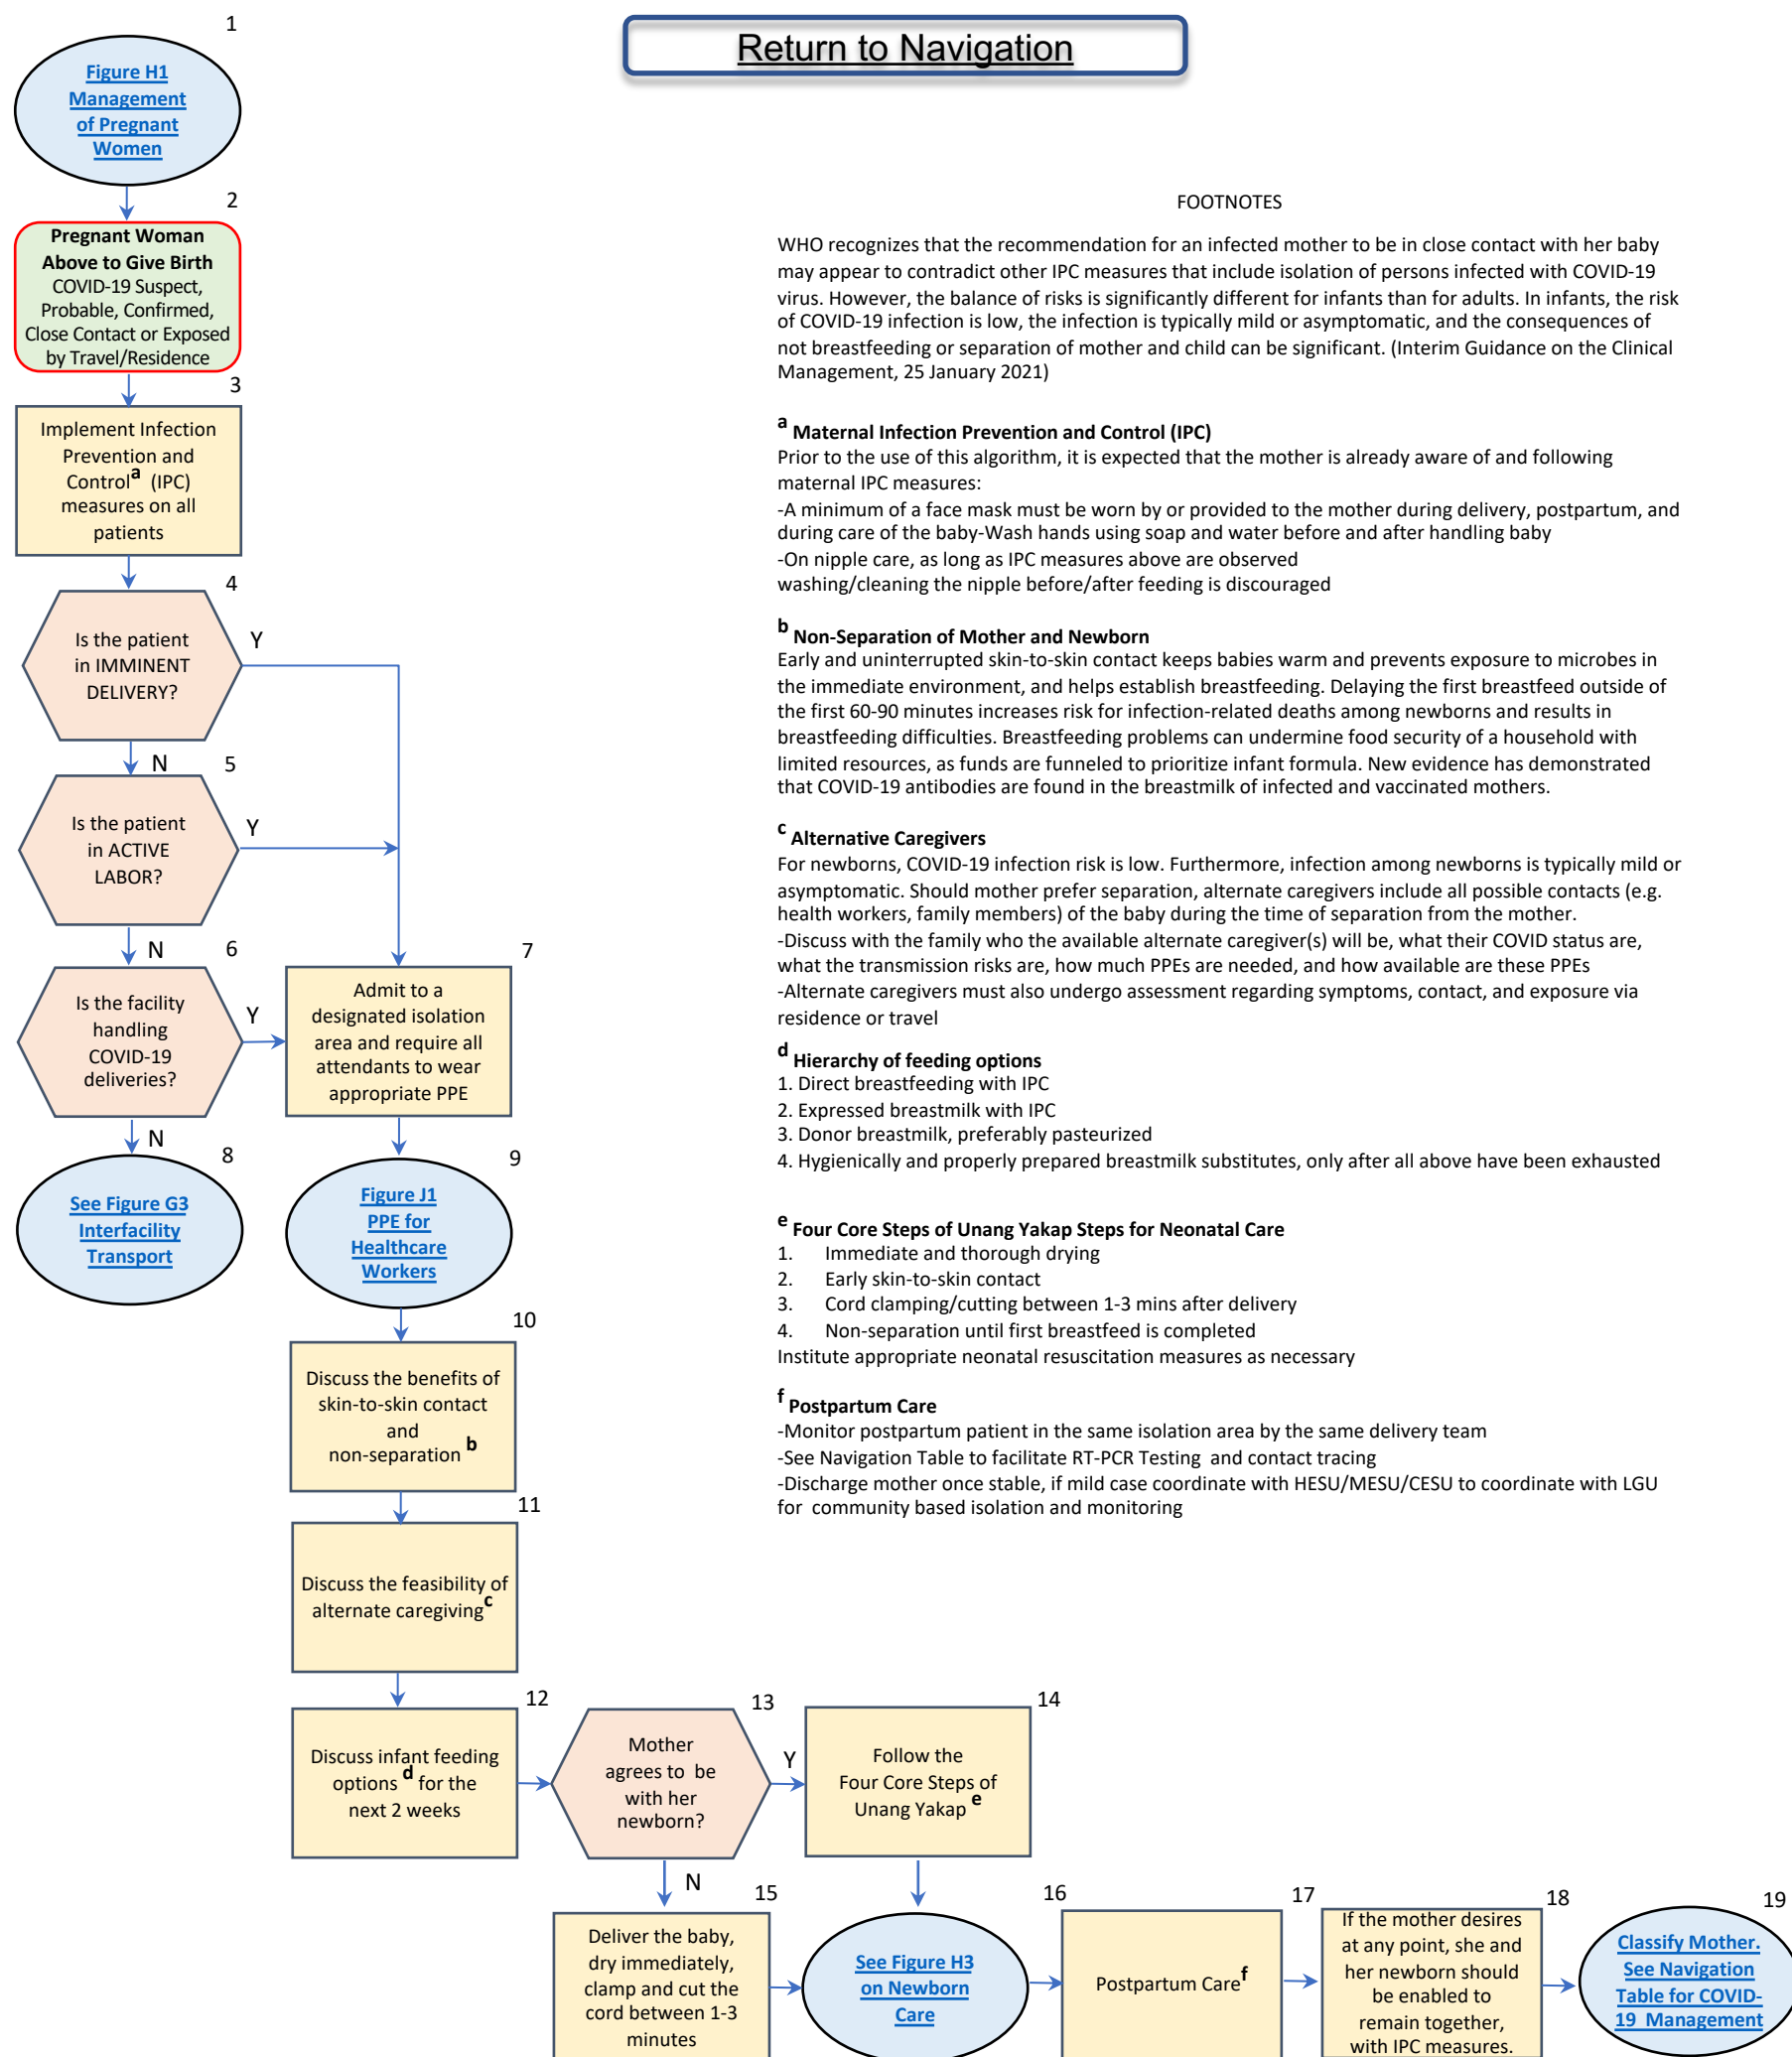 Return to Navigation
1
Figure H1
Management
of Pregnant
Women
2
Pregnant Woman
Above to Give Birth
COVID-19 Suspect,
Probable, Confirmed,
Close Contact or Exposed
by Travel/Residence
3
Implement Infection
Prevention and
Control a (IPC)
measures on all
patients
4
Is the patient
in IMMINENT
DELIVERY?
Y
N
5
Is the patient
in ACTIVE
LABOR?
Y
N
6
Is the facility
handling
COVID-19
deliveries?
Y
N
7
Admit to a
designated isolation
area and require all
attendants to wear
appropriate PPE
8
See Figure G3
Interfacility
Transport
9
Figure J1
PPE for
Healthcare
Workers
10
Discuss the benefits of
skin-to-skin contact
and
non-separation b
11
Discuss the feasibility of
alternate caregiving c
12
Discuss infant feeding
options d for the
next 2 weeks
13
Mother
agrees to be
with her
newborn?
Y
N
14
Follow the
Four Core Steps of
Unang Yakap e
15
Deliver the baby,
dry immediately,
clamp and cut the
cord between 1-3
minutes
16
See Figure H3
on Newborn
Care
17
Postpartum Care f
18
If the mother desires
at any point, she and
her newborn should
be enabled to
remain together,
with IPC measures.
19
Classify Mother.
See Navigation
Table for COVID-
19 Management
FOOTNOTES
WHO recognizes that the recommendation for an infected mother to be in close contact with her baby
may appear to contradict other IPC measures that include isolation of persons infected with COVID-19
virus. However, the balance of risks is significantly different for infants than for adults. In infants, the risk
of COVID-19 infection is low, the infection is typically mild or asymptomatic, and the consequences of
not breastfeeding or separation of mother and child can be significant. (Interim Guidance on the Clinical
Management, 25 January 2021)
a Maternal Infection Prevention and Control (IPC)
Prior to the use of this algorithm, it is expected that the mother is already aware of and following
maternal IPC measures:
-A minimum of a face mask must be worn by or provided to the mother during delivery, postpartum, and
during care of the baby-Wash hands using soap and water before and after handling baby
-On nipple care, as long as IPC measures above are observed
washing/cleaning the nipple before/after feeding is discouraged
b Non-Separation of Mother and Newborn
Early and uninterrupted skin-to-skin contact keeps babies warm and prevents exposure to microbes in
the immediate environment, and helps establish breastfeeding. Delaying the first breastfeed outside of
the first 60-90 minutes increases risk for infection-related deaths among newborns and results in
breastfeeding difficulties. Breastfeeding problems can undermine food security of a household with
limited resources, as funds are funneled to prioritize infant formula. New evidence has demonstrated
that COVID-19 antibodies are found in the breastmilk of infected and vaccinated mothers.
c Alternative Caregivers
For newborns, COVID-19 infection risk is low. Furthermore, infection among newborns is typically mild or
asymptomatic. Should mother prefer separation, alternate caregivers include all possible contacts (e.g.
health workers, family members) of the baby during the time of separation from the mother.
-Discuss with the family who the available alternate caregiver(s) will be, what their COVID status are,
what the transmission risks are, how much PPEs are needed, and how available are these PPEs
-Alternate caregivers must also undergo assessment regarding symptoms, contact, and exposure via
residence or travel
d Hierarchy of feeding options
1. Direct breastfeeding with IPC
2. Expressed breastmilk with IPC
3. Donor breastmilk, preferably pasteurized
4. Hygienically and properly prepared breastmilk substitutes, only after all above have been exhausted
e Four Core Steps of Unang Yakap Steps for Neonatal Care
1. Immediate and thorough drying
2. Early skin-to-skin contact
3. Cord clamping/cutting between 1-3 mins after delivery
4. Non-separation until first breastfeed is completed
Institute appropriate neonatal resuscitation measures as necessary
f Postpartum Care
-Monitor postpartum patient in the same isolation area by the same delivery team
-See Navigation Table to facilitate RT-PCR Testing and contact tracing
-Discharge mother once stable, if mild case coordinate with HESU/MESU/CESU to coordinate with LGU
for community based isolation and monitoring